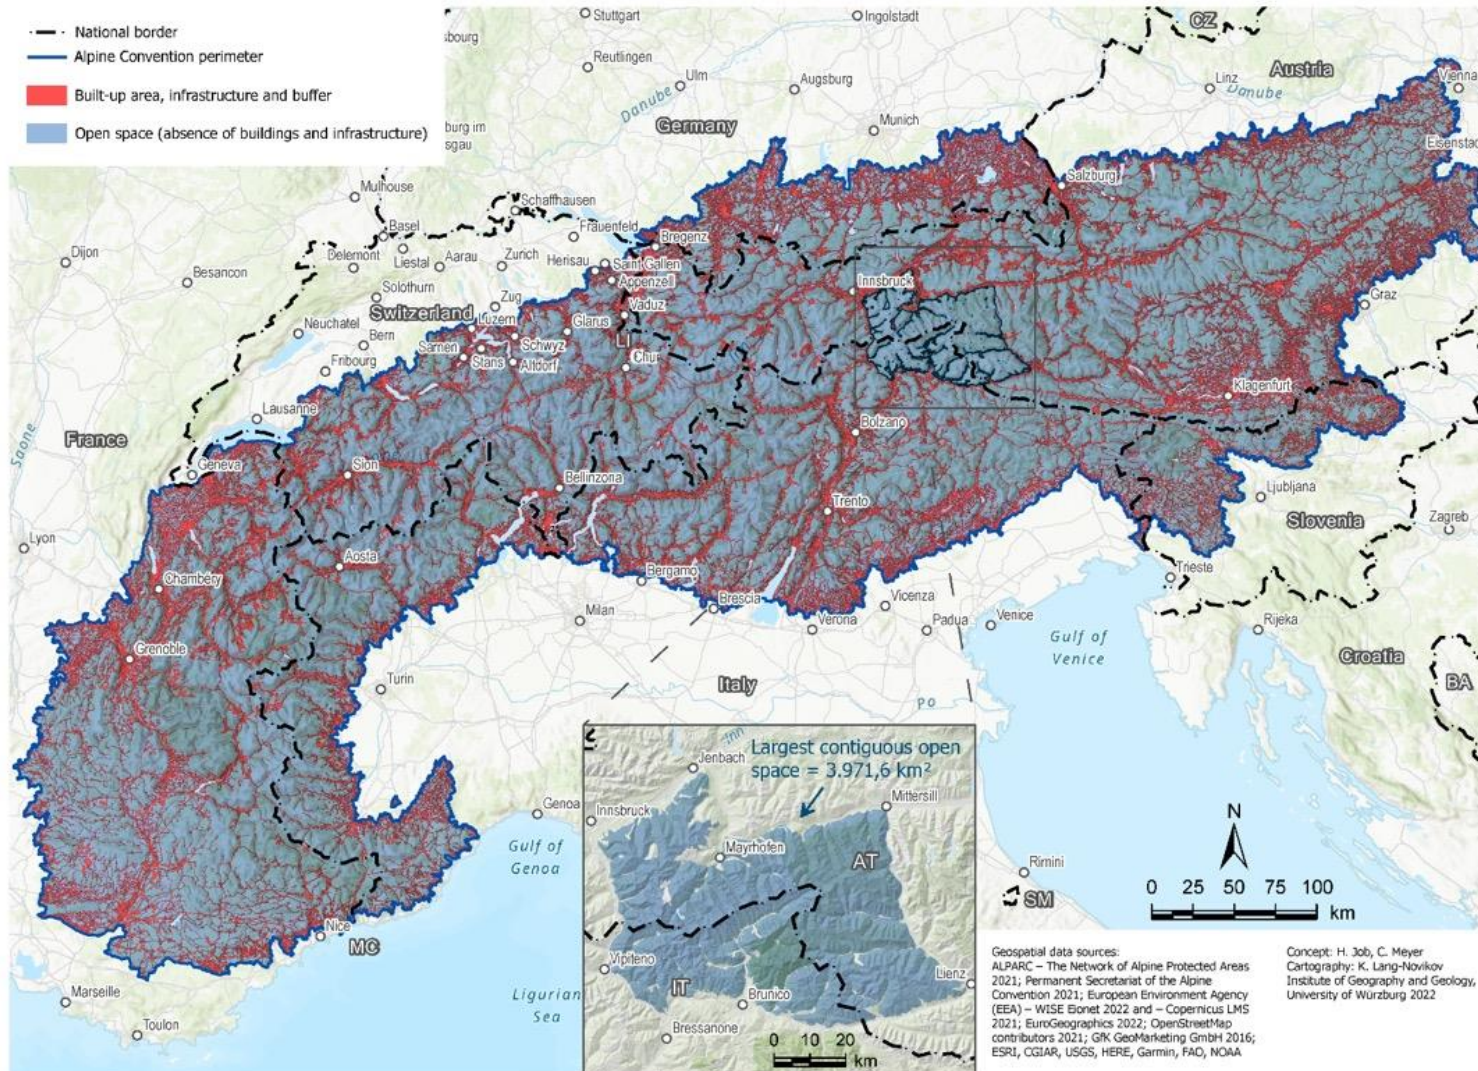 National border
Alpine Convention perimeter
Built-up area, infrastructure and buffer
Open space (absence of buildings and infrastructure)
Stuttgart
Ingolstadt
CZ
sbourg
Reutlingen
Ulm
Augsburg
Linz
Austria
Vienna
Danube
Danube
burg im
sgau
Germany
Munich
Eisenstad
Salzburg
Mulhouse
Schaffhausen
Basel
Frauenfeld
Bregenz
Dijon
Delemont
Liestal
Aarau
Zurich
Herisau
Saint Gallen
Besancon
Appenzell
Innsbruck
Solothurn
Zug
Vaduz
Graz
Switzerland
Luzern
Glarus
Neuchatel
Bern
Schwyz
LI
Sarnen
Stans
Altdorf
Chur
Fribourg
Klagenfurt
Lausanne
Saone
France
Bolzano
Geneva
Sion
Bellinzona
Ljubljana
Trento
Slovenia
Zagreb
Lyon
Aosta
Trieste
Chambery
Bergamo
Brescia
Vicenza
Milan
Verona
Padua
Venice
Rijeka
Gulf of
Venice
Grenoble
Croatia
Turin
Italy
BA
Po
Inn
Largest contiguous open
space = 3.971,6 km²
Jenbach
Mittersill
Innsbruck
Genoa
N
Gulf of
Genoa
Mayrhofen
AT
Rimini
SM
0 25 50 75 100
km
Nice
MC
Vipiteno
Lienz
IT
Brunico
Ligurian
Sea
Marseille
Toulon
Bressanone
0 10 20
km
Geospatial data sources:
ALPARC – The Network of Alpine Protected Areas
2021; Permanent Secretariat of the Alpine
Convention 2021; European Environment Agency
(EEA) – WISE Eionet 2022 and – Copernicus LMS
2021; EuroGeographics 2022; OpenStreetMap
contributors 2021; GfK GeoMarketing GmbH 2016;
ESRI, CGIAR, USGS, HERE, Garmin, FAO, NOAA
Concept: H. Job, C. Meyer
Cartography: K. Lang-Novikov
Institute of Geography and Geology,
University of Würzburg 2022